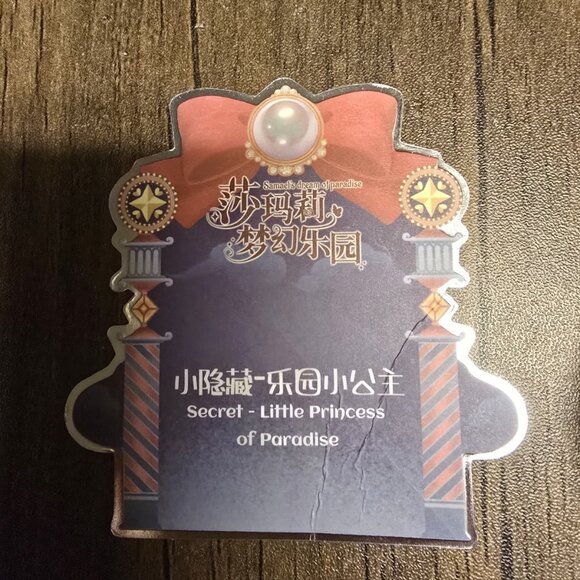 Samael's dream of paradise
莎玛莉
梦幻乐园
小隐藏-乐园小公主
Secret - Little Princess
of Paradise